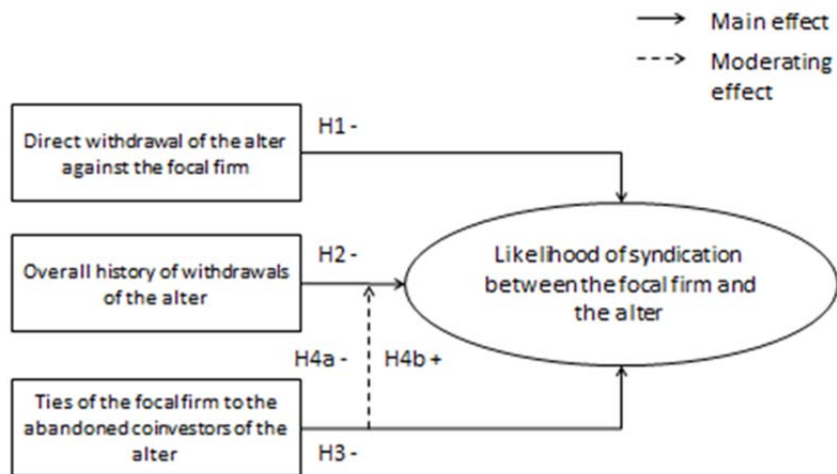 Main effect
Moderating
effect
H1 -
Direct withdrawal of the alter
against the focal firm
H2 -
Overall history of withdrawals
of the alter
Likelihood of syndication
between the focal firm and
the alter
H4a -
H4b +
Ties of the focal firm to the
abandoned coinvestors of the
alter
H3 -